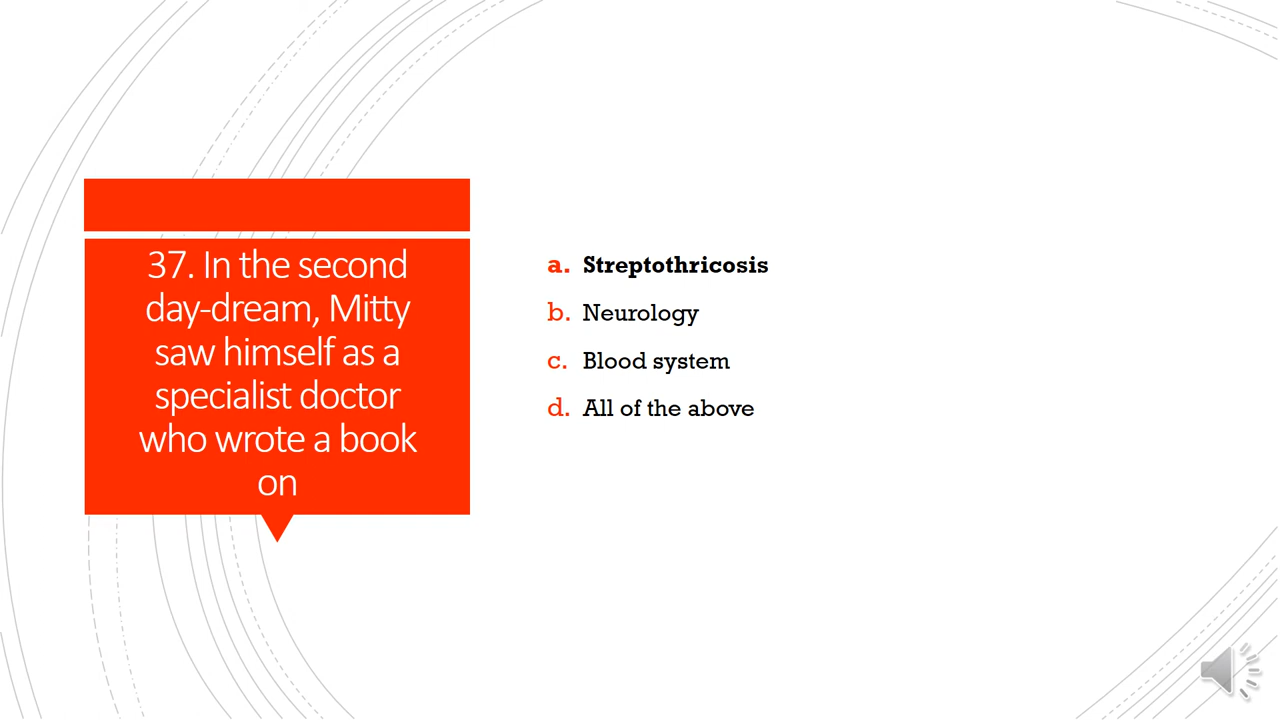 37. In the second
day-dream, Mitty
saw himself as a
specialist doctor
who wrote a book
on
a. Streptothricosis
b. Neurology
c. Blood system
d. All of the above